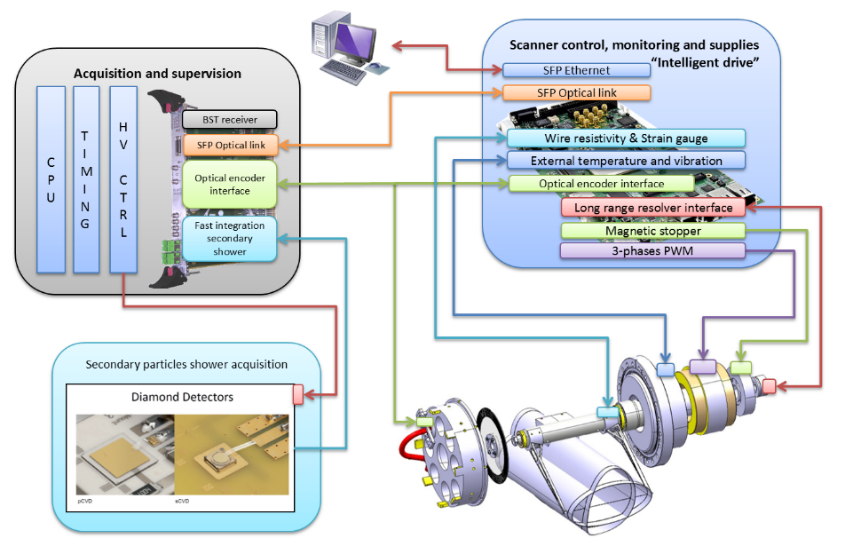 Acquisition and supervision
CPU
TIMING
HV CTRL
BST receiver
SFP Optical link
Optical encoder
interface
Fast integration
secondary
shower
Scanner control, monitoring and supplies
“Intelligent drive”
SFP Ethernet
SFP Optical link
Wire resistivity & Strain gauge
External temperature and vibration
Optical encoder interface
Long range resolver interface
Magnetic stopper
3-phases PWM
Secondary particles shower acquisition
Diamond Detectors
pCVD
sCVD